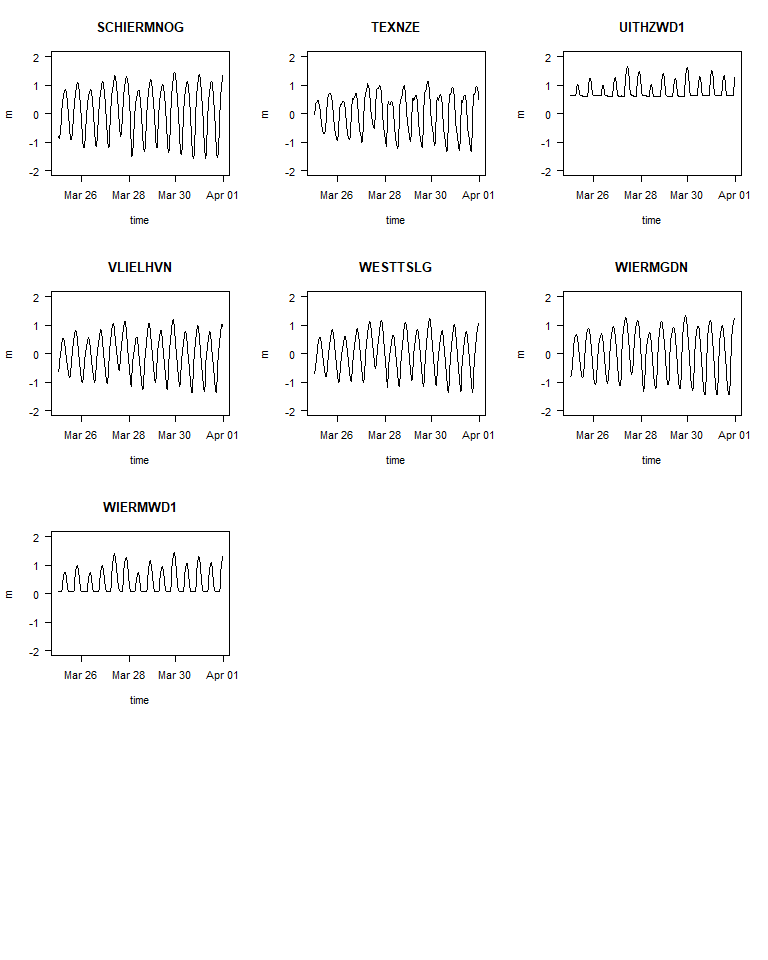 SCHIERMNOG TEXNZE UITHZWD1
2 2 2
1 1 1
m 0 m 0 m 0
-1 -1 -1
-2 -2 -2
Mar 26 Mar 28 Mar 30 Apr 01 Mar 26 Mar 28 Mar 30 Apr 01 Mar 26 Mar 28 Mar 30 Apr 01
time time time
VLIELHVN WESTTSLG WIERMGDN
2 2 2
1 1 1
m 0 m 0 m 0
-1 -1 -1
-2 -2 -2
Mar 26 Mar 28 Mar 30 Apr 01 Mar 26 Mar 28 Mar 30 Apr 01 Mar 26 Mar 28 Mar 30 Apr 01
time time time
WIERMWD1
2
1
m 0
-1
-2
Mar 26 Mar 28 Mar 30 Apr 01
time